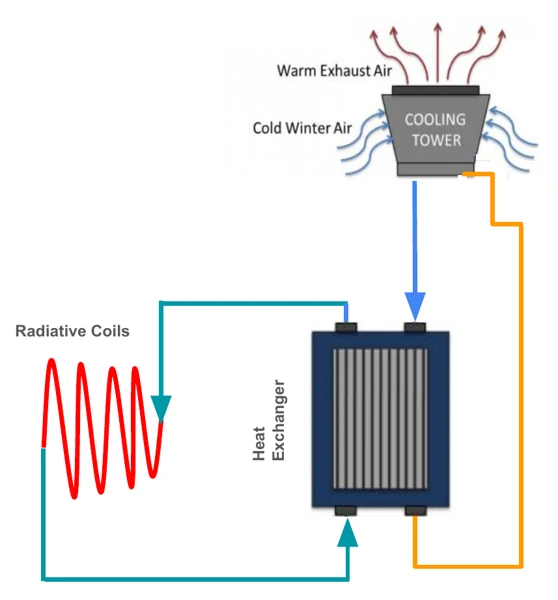 Warm Exhaust Air
Cold Winter Air
COOLING
TOWER
Radiative Coils
Heat
Exchanger